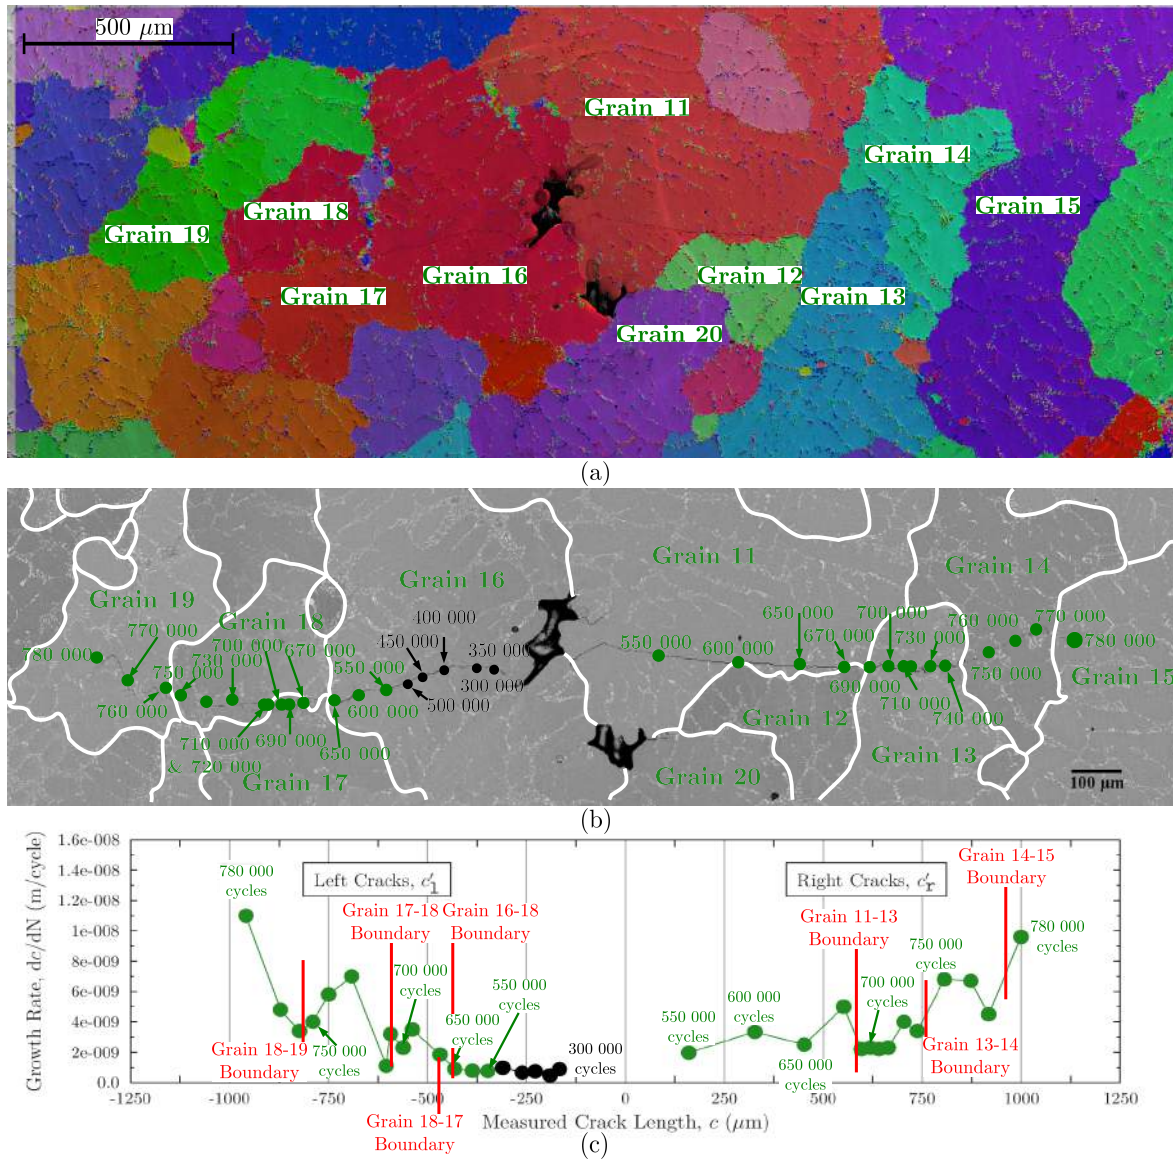 500 μm
Grain 11
Grain 14
Grain 18
Grain 15
Grain 19
Grain 16
Grain 12
Grain 17
Grain 13
Grain 20
(a)
Grain 11
Grain 16
Grain 14
Grain 19
400 000
Grain 18
770 000
700 000
670 000
450 000
350 000
550 000
600 000
650 000
670 000
700 000
730 000
760 000
770 000
780 000
780 000
750 000
730 000
550 000
300 000
750 000
Grain 15
760 000
600 000
500 000
690 000
710 000
740 000
710 000
& 720 000
690 000
650 000
Grain 12
Grain 13
Grain 17
Grain 20
100 μm
(b)
Growth Rate, dc/dN (m/cycle)
1.6e-008
1.4e-008
1.2e-008
1e-008
8e-009
6e-009
4e-009
2e-009
0.0
780 000
cycles
Left Cracks, c′l
Right Cracks, c′r
Grain 14-15
Boundary
Grain 17-18
Boundary
Grain 16-18
Boundary
Grain 11-13
Boundary
780 000
cycles
750 000
cycles
700 000
cycles
550 000
cycles
700 000
cycles
600 000
cycles
550 000
cycles
650 000
cycles
300 000
cycles
Grain 18-19
Boundary
750 000
cycles
650 000
cycles
Grain 13-14
Boundary
-1250
-1000
-750
-500
-250
0
250
500
750
1000
1250
Grain 18-17
Boundary
Measured Crack Length, c (μm)
(c)